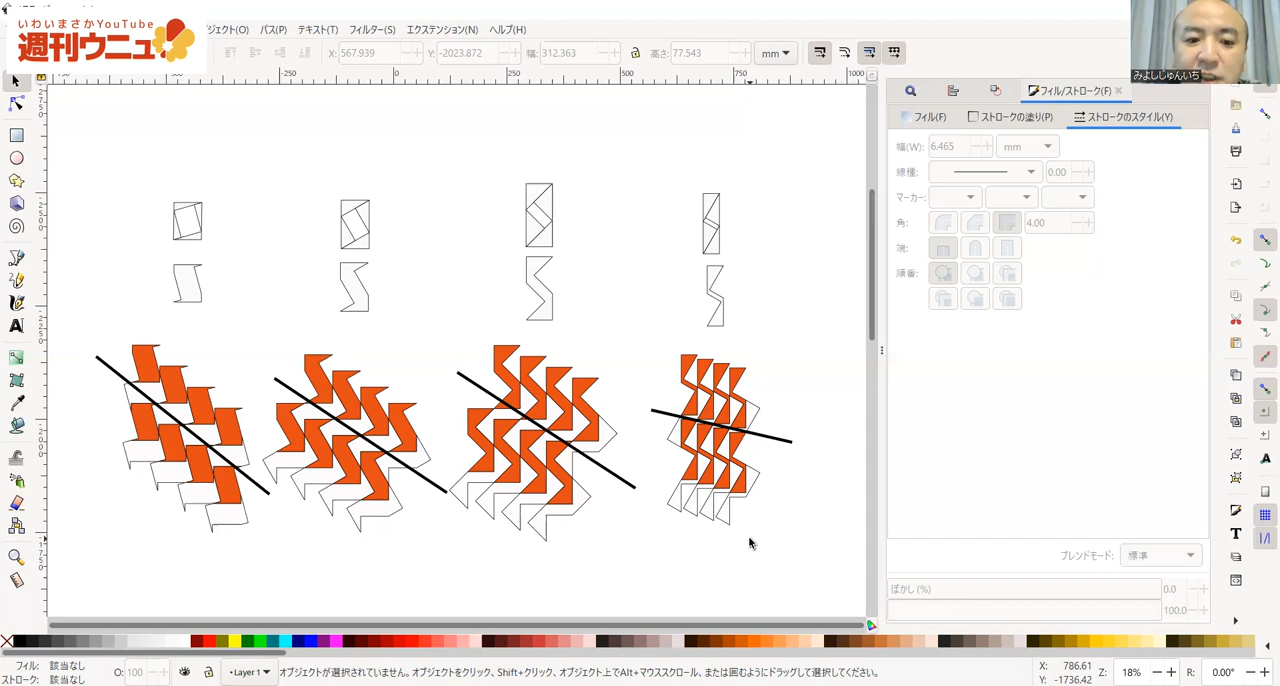 いわいまさかYouTube
週刊ウニュ
オブジェクト(O) パス(P) テキスト(T) フィルター(S) エクステンション(N) ヘルプ(H)
X: 567.939 Y: -2023.872 幅: 312.363 高さ: 77.543 mm
みよしじゅんいち
-250 0 250 500 750 1000
フィル/ストローク(F)
フィル(F) ストロークの塗り(P) ストロークのスタイル(Y)
幅(W): 6.465 mm
線種: 0.00
マーカー:
角: 4.00
端:
順番:
ブレンドモード: 標準
ぼかし (%) 0.0
100.0
フィル: 該当なし
ストローク: 該当なし
O: 100
Layer 1
オブジェクトが選択されていません。オブジェクトをクリック、Shift+クリック、オブジェクト上でAlt+マウススクロール、または囲むようにドラッグして選択してください。
X: 786.61
Y: -1736.42
Z: 18%
R: 0.00°